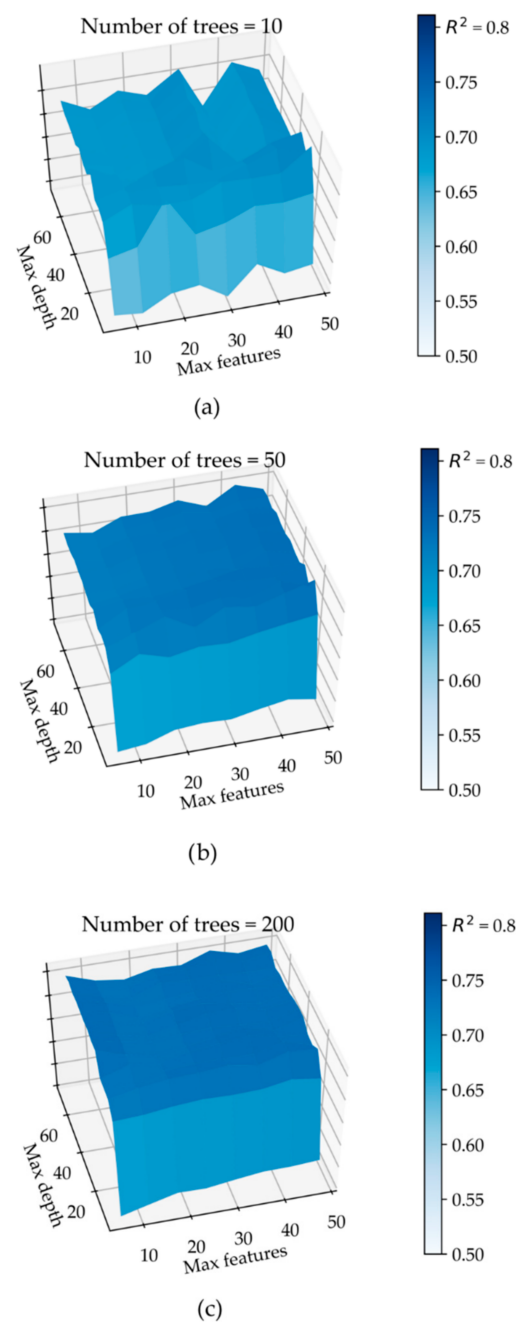 Number of trees = 10
R² = 0.8
0.75
0.70
0.65
0.60
0.55
0.50
60
40
20
Max depth
10
20
30
40
50
Max features
(a)
Number of trees = 50
R² = 0.8
0.75
0.70
0.65
0.60
0.55
0.50
60
40
20
Max depth
10
20
30
40
50
Max features
(b)
Number of trees = 200
R² = 0.8
0.75
0.70
0.65
0.60
0.55
0.50
60
40
20
Max depth
10
20
30
40
50
Max features
(c)